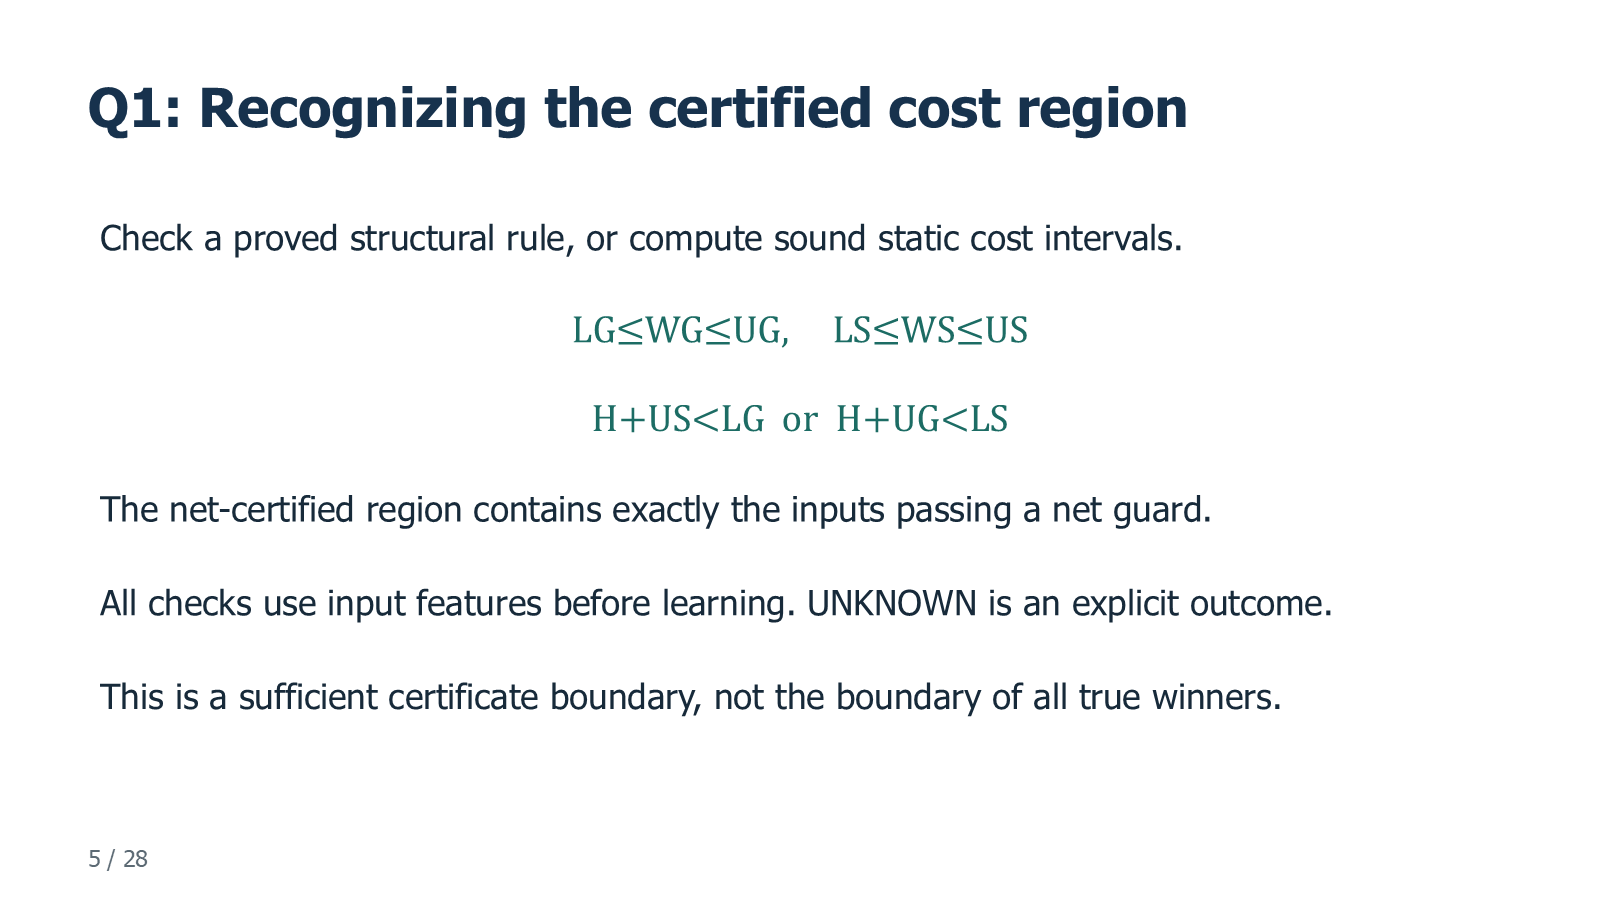 Q1: Recognizing the certified cost region
Check a proved structural rule, or compute sound static cost intervals.
LG≤WG≤UG, LS≤WS≤US
H+US<LG or H+UG<LS
The net-certified region contains exactly the inputs passing a net guard.
All checks use input features before learning. UNKNOWN is an explicit outcome.
This is a sufficient certificate boundary, not the boundary of all true winners.
5 / 28